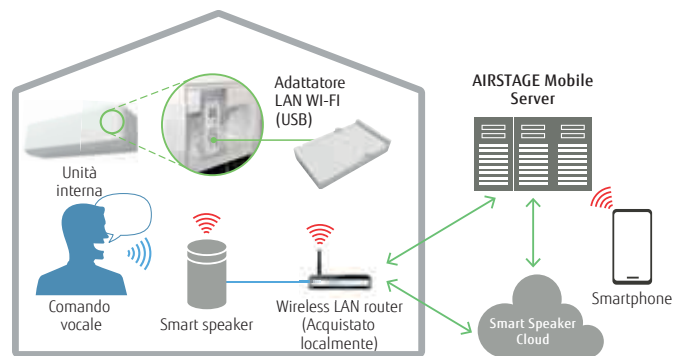 Adattatore
LAN WI-FI
(USB)
AIRSTAGE Mobile
Server
Unità
interna
Comando
vocale
Smart speaker
Wireless LAN router
(Acquistato
localmente)
Smart Speaker
Cloud
Smartphone